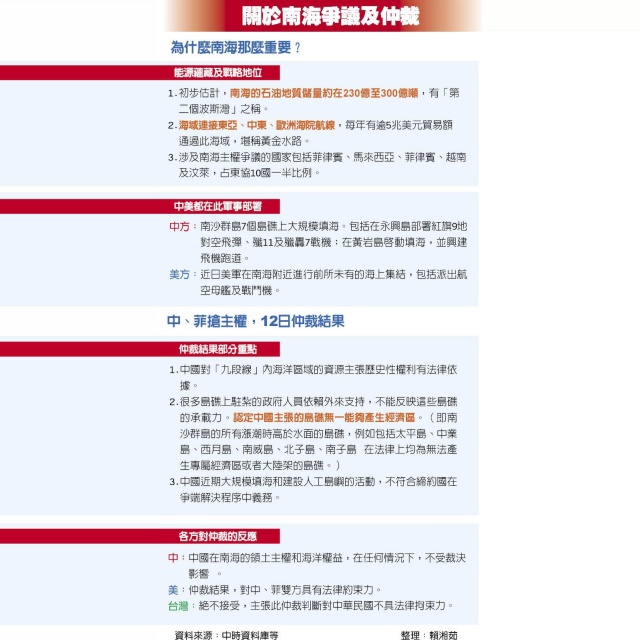 關於南海爭議及仲裁
為什麼南海那麼重要？
能源蘊藏及戰略地位
1.初步估計，南海的石油地質儲量約在230億至300億噸，有「第
二個波斯灣」之稱。
2.海域連接東亞、中東、歐洲海院航線，每年有逾5兆美元貿易額
通過此海域，堪稱黃金水路。
3.涉及南海主權爭議的國家包括菲律賓、馬來西亞、菲律賓、越南
及汶萊，占東協10國一半比例。
中美都在此軍事部署
中方：南沙群島7個島礁上大規模填海。包括在永興島部署紅旗9地
對空飛彈、殲11及殲轟7戰機；在黃岩島啓動填海，並興建
飛機跑道。
美方：近日美軍在南海附近進行前所未有的海上集結，包括派出航
空母艦及戰鬥機。
中、菲搶主權，12日仲裁結果
仲裁結果部分重點
1.中國對「九段線」內海洋區域的資源主張歷史性權利有法律依
據。
2.很多島礁上駐紮的政府人員依賴外來支持，不能反映這些島礁
的承載力。認定中國主張的島礁無一能夠產生經濟區。（即南
沙群島的所有漲潮時高於水面的島礁，例如包括太平島、中業
島、西月島、南威島、北子島、南子島 在法律上均為無法產
生專屬經濟區或者大陸架的島礁。）
3.中國近期大規模填海和建設人工島嶼的活動，不符合締約國在
爭端解決程序中義務。
各方對仲裁的反應
中：中國在南海的領土主權和海洋權益，在任何情況下，不受裁決
影響 。
美：仲裁結果，對中、菲雙方具有法律約束力。
台灣：絕不接受，主張此仲裁判斷對中華民國不具法律拘束力。
資料來源：中時資料庫等 整理：賴湘茹